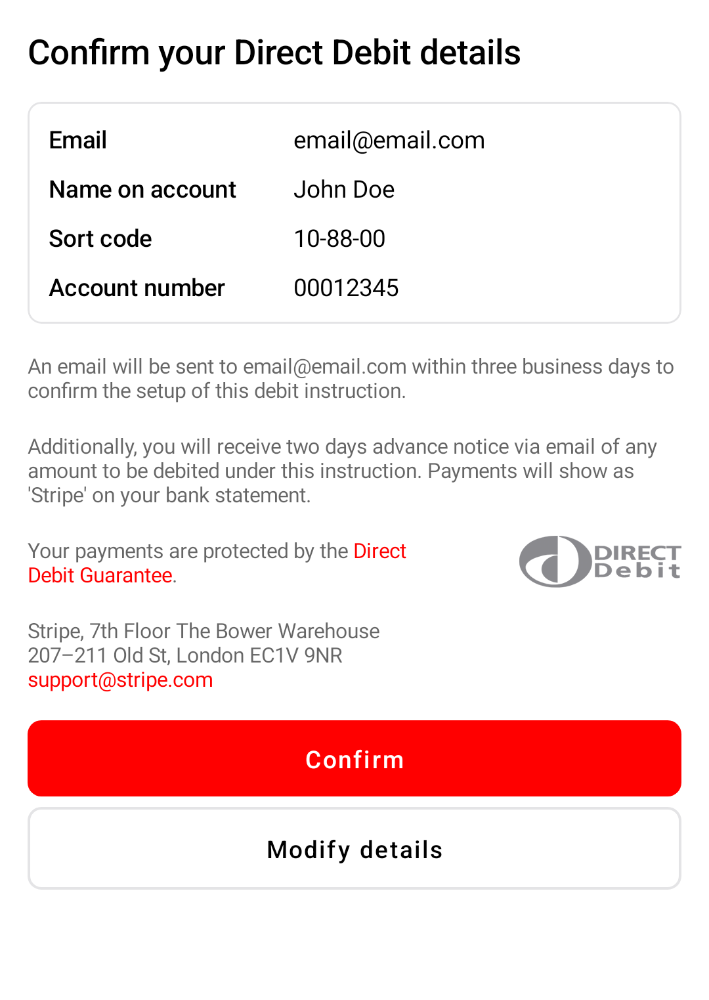 Confirm your Direct Debit details
Email email@email.com
Name on account John Doe
Sort code 10-88-00
Account number 00012345
An email will be sent to email@email.com within three business days to
confirm the setup of this debit instruction.
Additionally, you will receive two days advance notice via email of any
amount to be debited under this instruction. Payments will show as
'Stripe' on your bank statement.
Your payments are protected by the Direct
Debit Guarantee.
DIRECT
Debit
Stripe, 7th Floor The Bower Warehouse
207–211 Old St, London EC1V 9NR
support@stripe.com
Confirm
Modify details